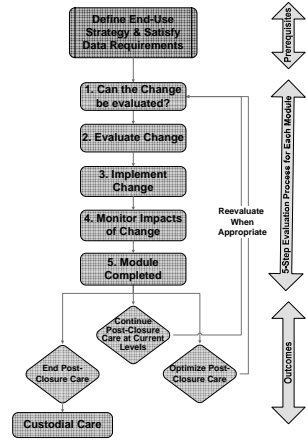 Define End-Use
Strategy & Satisfy
Data Requirements
1. Can the Change
be evaluated?
2. Evaluate Change
3. Implement
Change
4. Monitor Impacts
of Change
5. Module
Completed
Reevaluate
When
Appropriate
Continue
Post-Closure
Care at Current
Levels
End Post-
Closure Care
Optimize Post-
Closure Care
Custodial Care
Prerequisites
5-Step Evaluation Process for Each Module
Outcomes